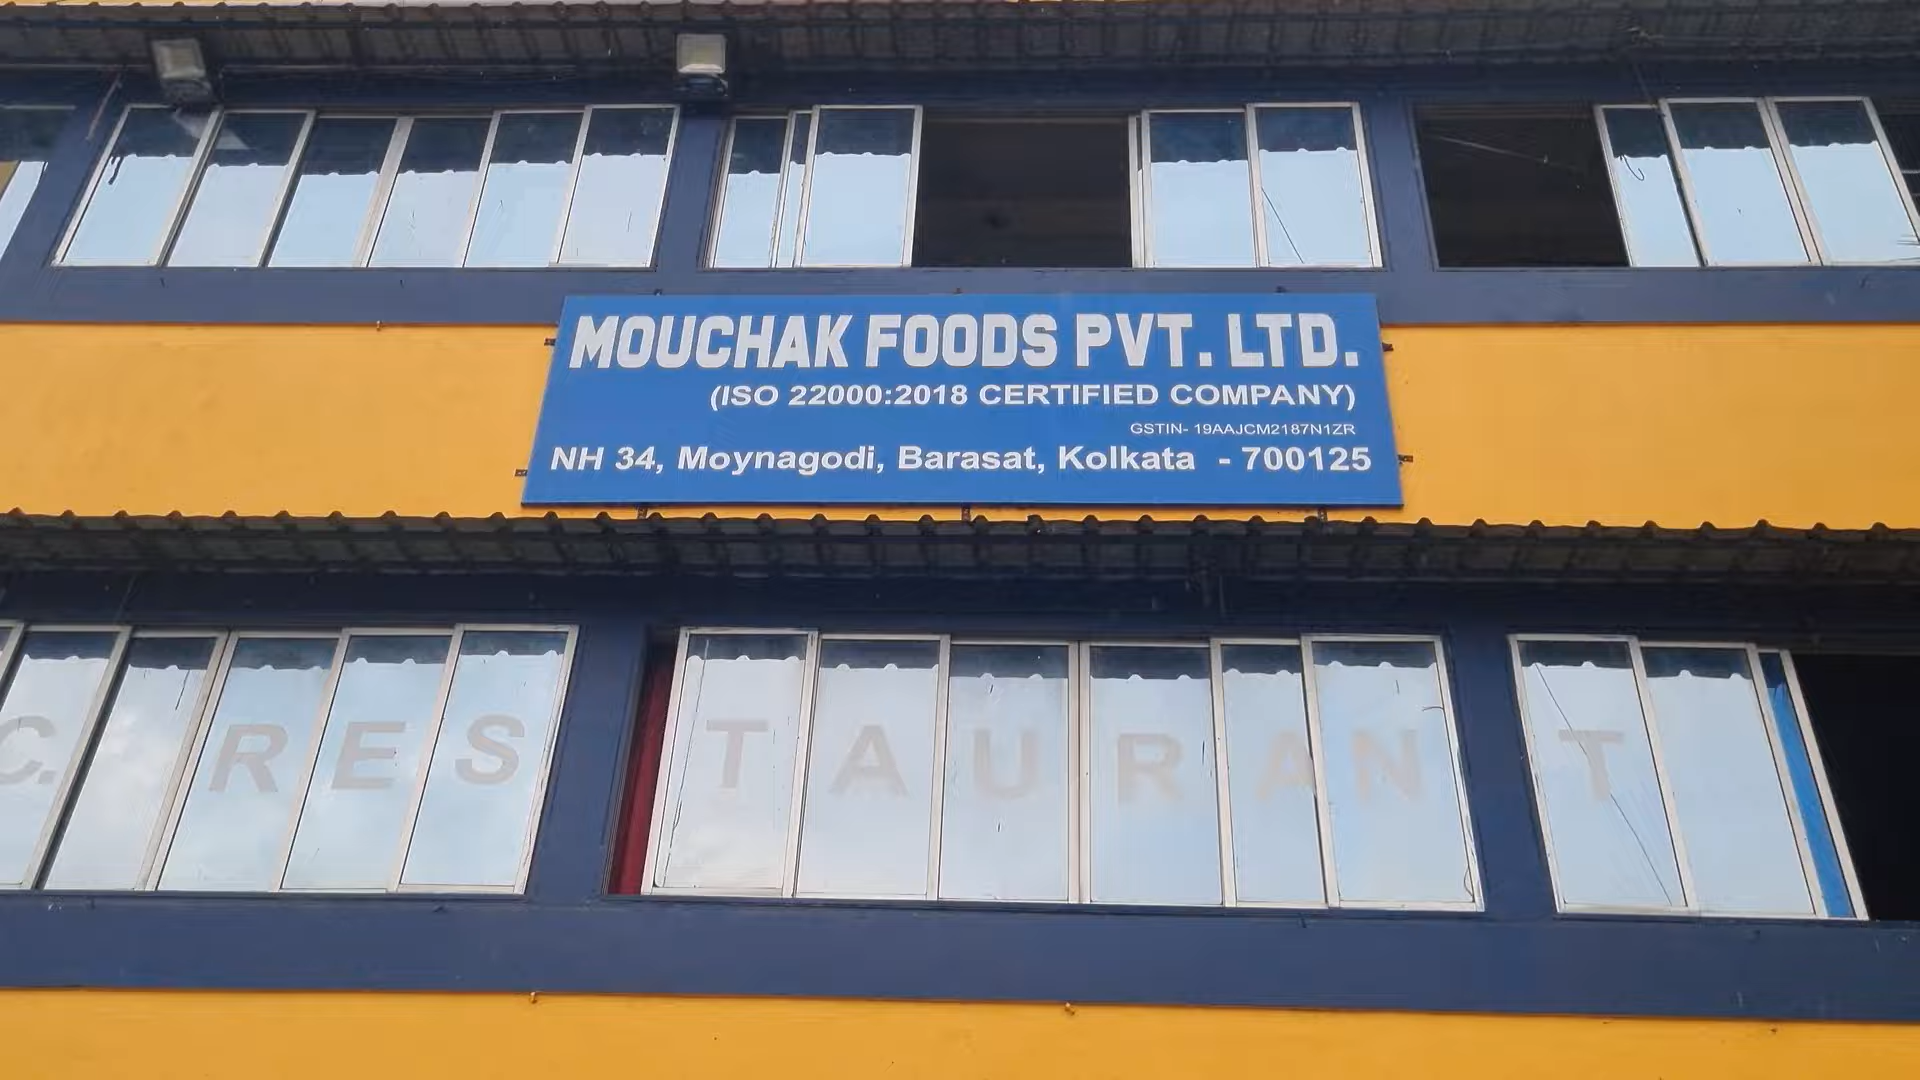 MOUCHAK FOODS PVT. LTD.
(ISO 22000:2018 CERTIFIED COMPANY)
GSTIN- 19AAJCM2187N1ZR
NH 34, Moynagodi, Barasat, Kolkata - 700125
C. RESTAURANT